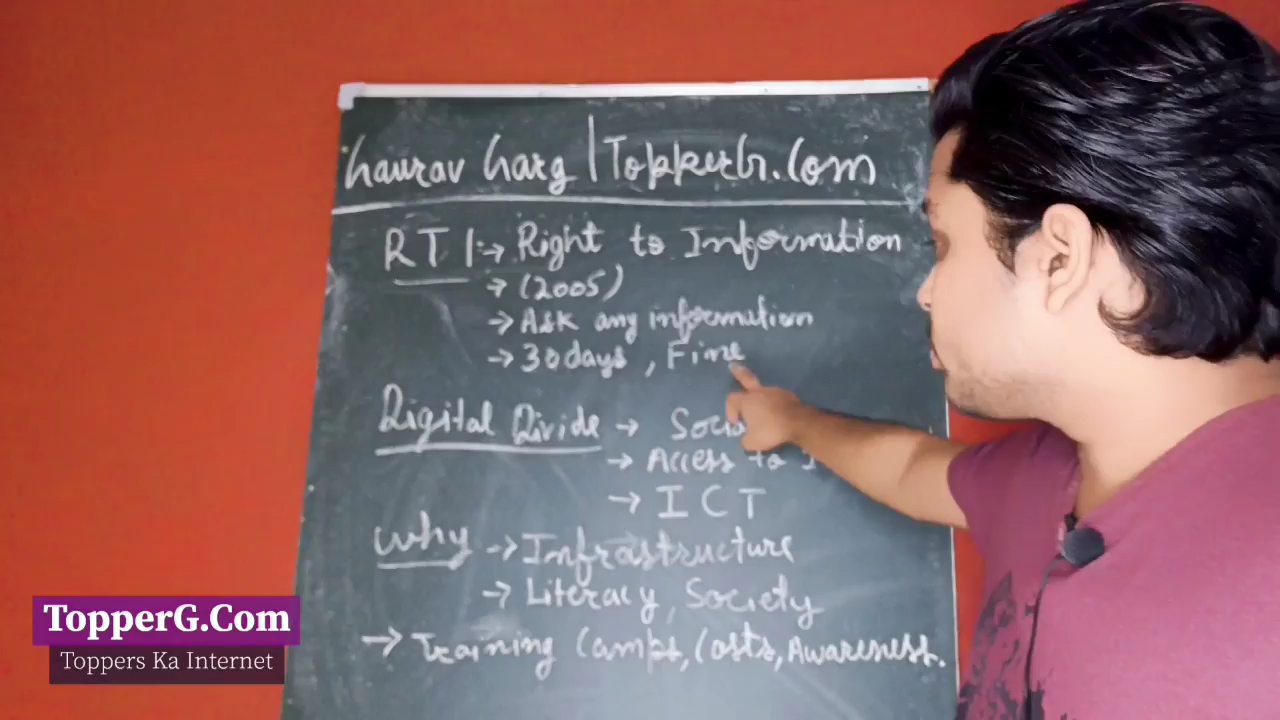 Gaurav Garg | TopperG.Com
RTI :→ Right to Information
→ (2005)
→ Ask any information
→ 30 days, Fine
Digital Divide →
→ Access to
→ ICT
Why → Infrastructure
→ Literacy, Society
→ Training Camps, Costs, Awareness.
TopperG.Com
Toppers Ka Internet